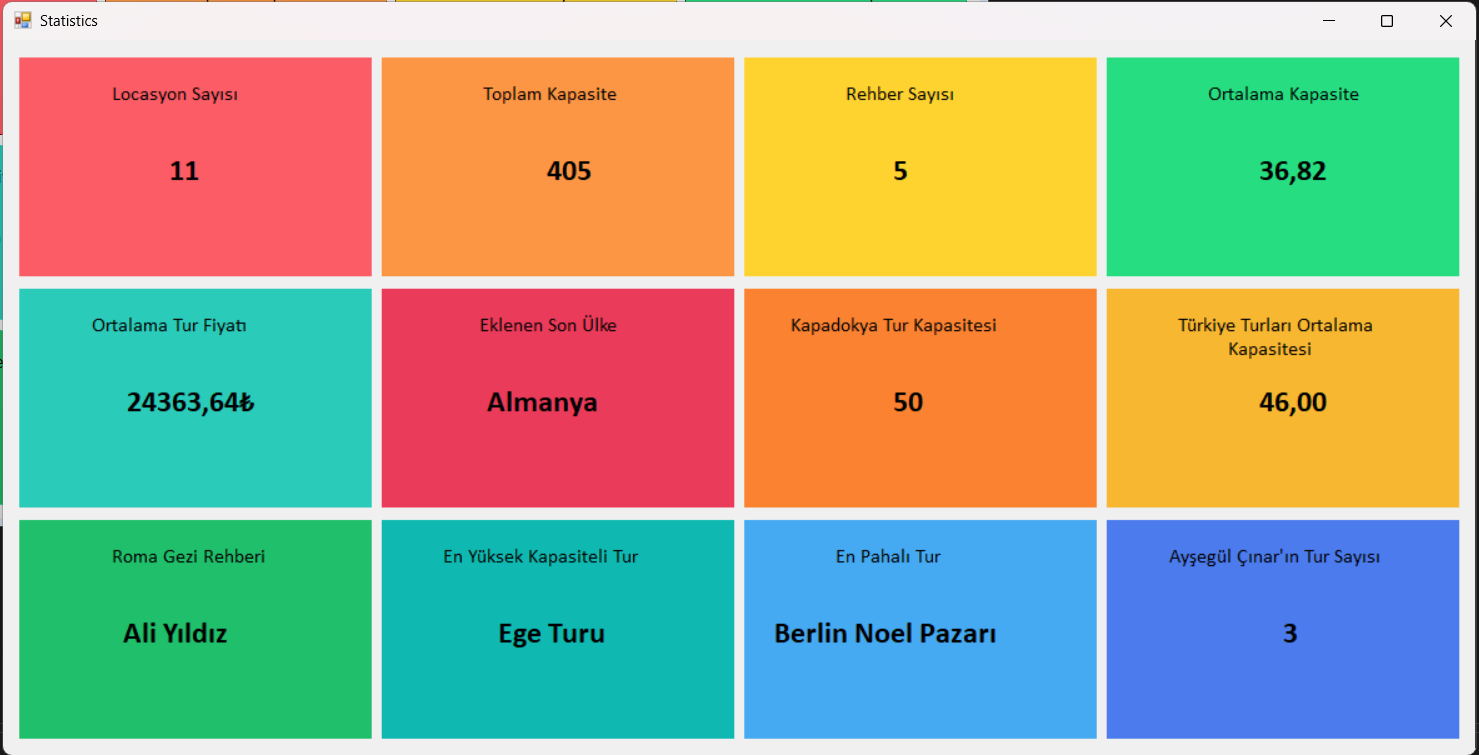 Statistics
Locasyon Sayısı
11
Toplam Kapasite
405
Rehber Sayısı
5
Ortalama Kapasite
36,82
Ortalama Tur Fiyatı
24363,64₺
Eklenen Son Ülke
Almanya
Kapadokya Tur Kapasitesi
50
Türkiye Turları Ortalama
Kapasitesi
46,00
Roma Gezi Rehberi
Ali Yıldız
En Yüksek Kapasiteli Tur
Ege Turu
En Pahalı Tur
Berlin Noel Pazarı
Ayşegül Çınar'ın Tur Sayısı
3